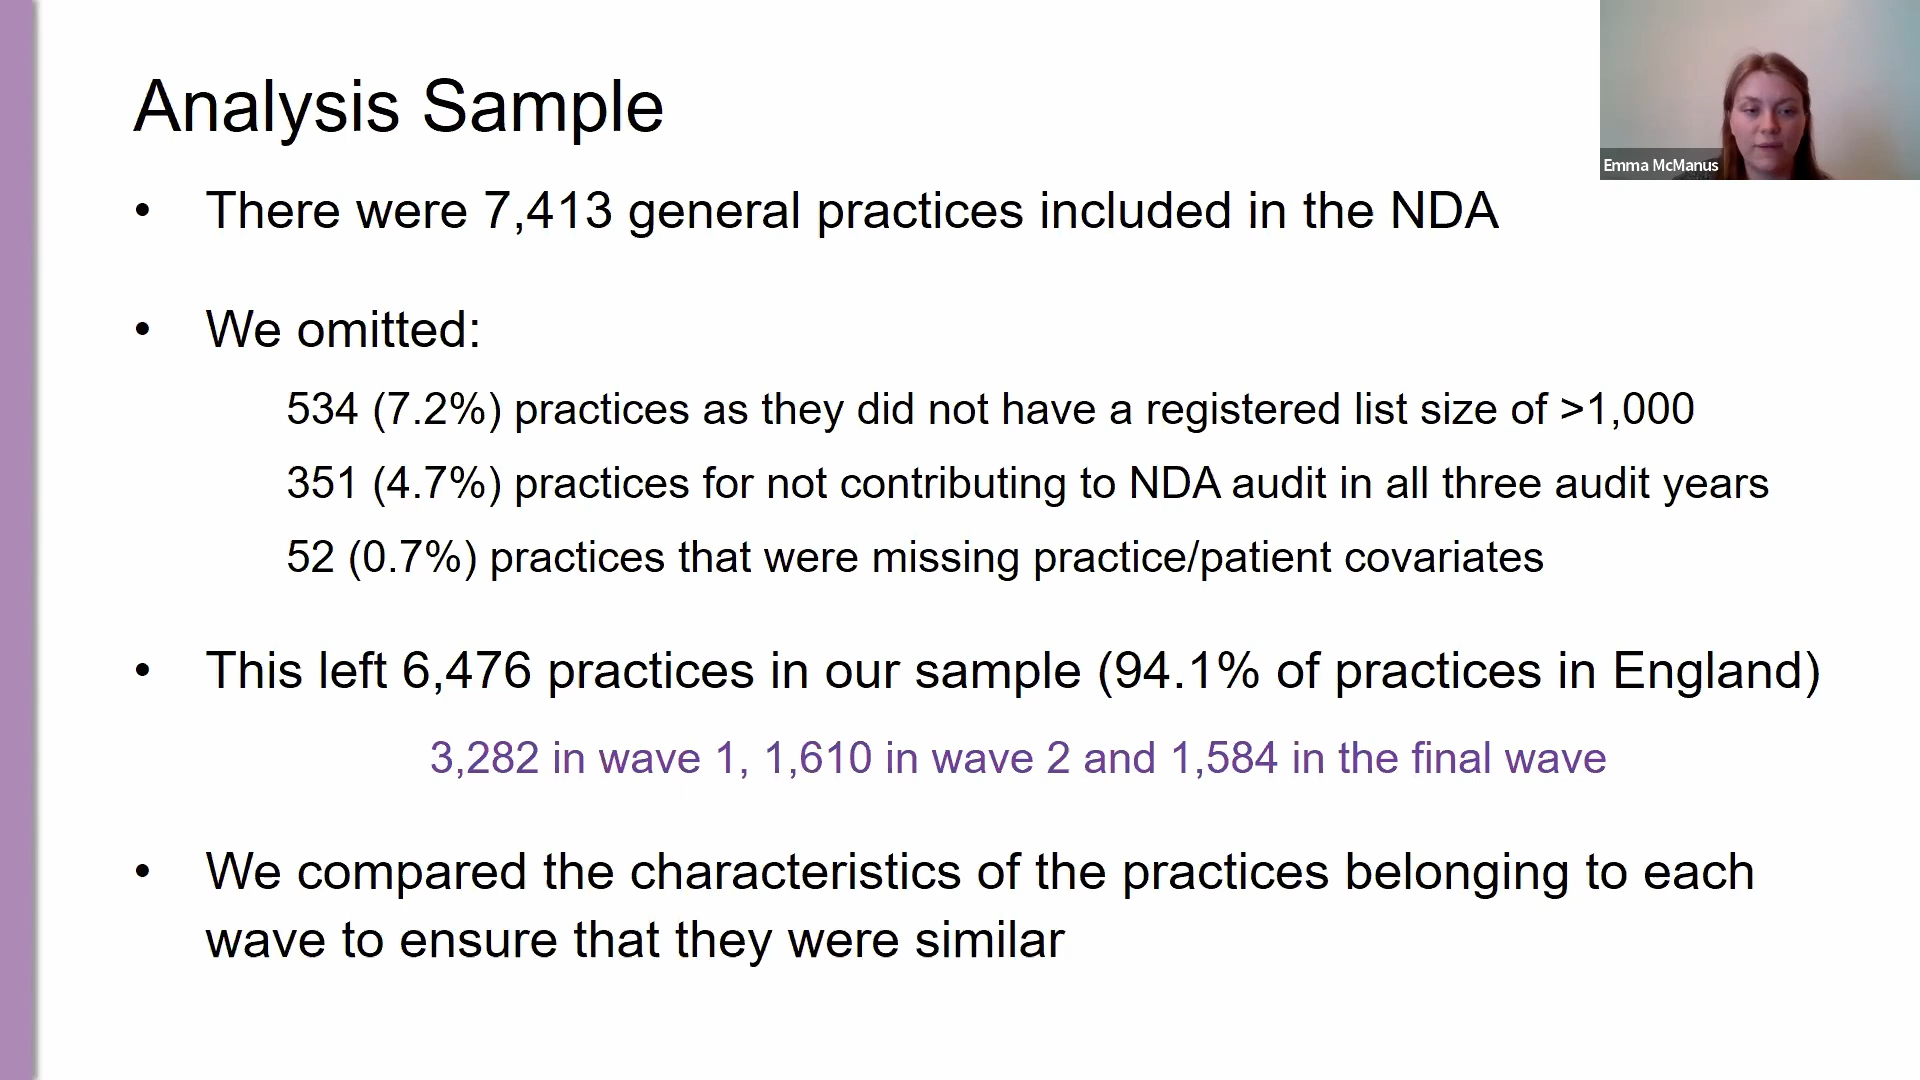 Analysis Sample
Emma McManus
• There were 7,413 general practices included in the NDA
• We omitted:
534 (7.2%) practices as they did not have a registered list size of >1,000
351 (4.7%) practices for not contributing to NDA audit in all three audit years
52 (0.7%) practices that were missing practice/patient covariates
• This left 6,476 practices in our sample (94.1% of practices in England)
3,282 in wave 1, 1,610 in wave 2 and 1,584 in the final wave
• We compared the characteristics of the practices belonging to each
wave to ensure that they were similar